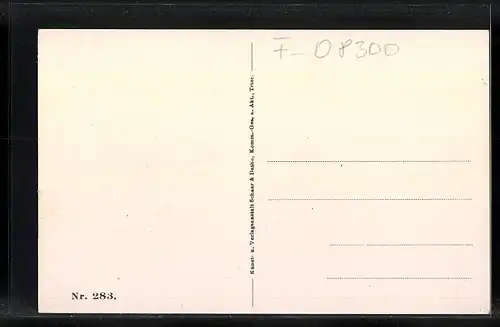 F-08300
Kunst- u. Verlagsanstalt Schaar & Dathe, Komm.-Ges. a. Akt., Trier.
Nr. 283.